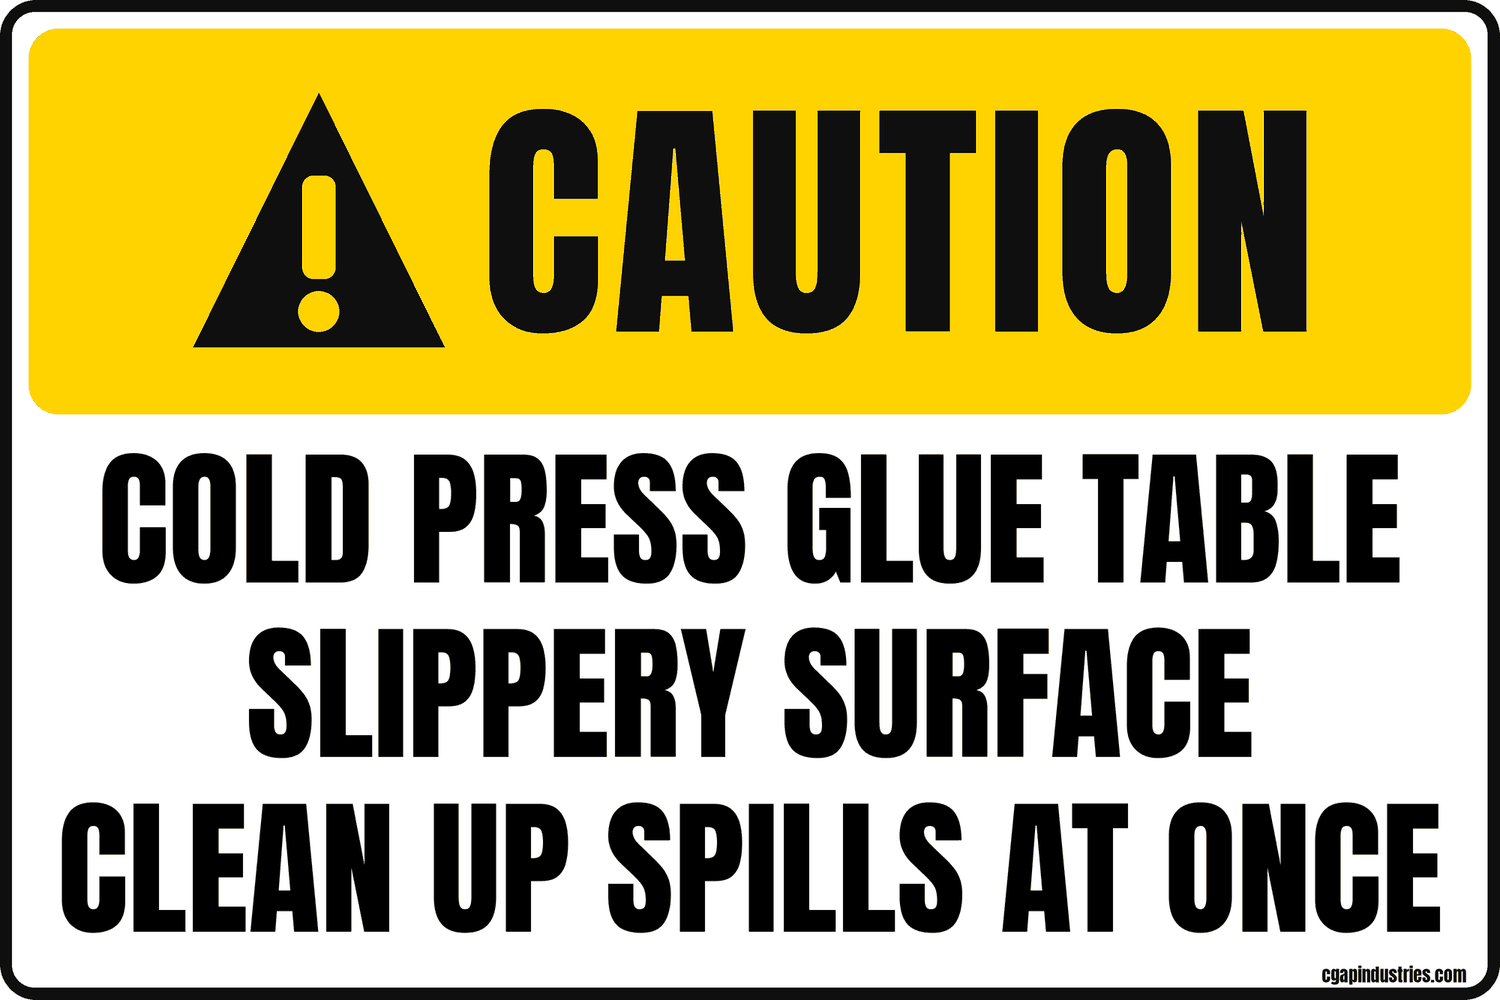 CAUTION
COLD PRESS GLUE TABLE
SLIPPERY SURFACE
CLEAN UP SPILLS AT ONCE
cgapindustries.com